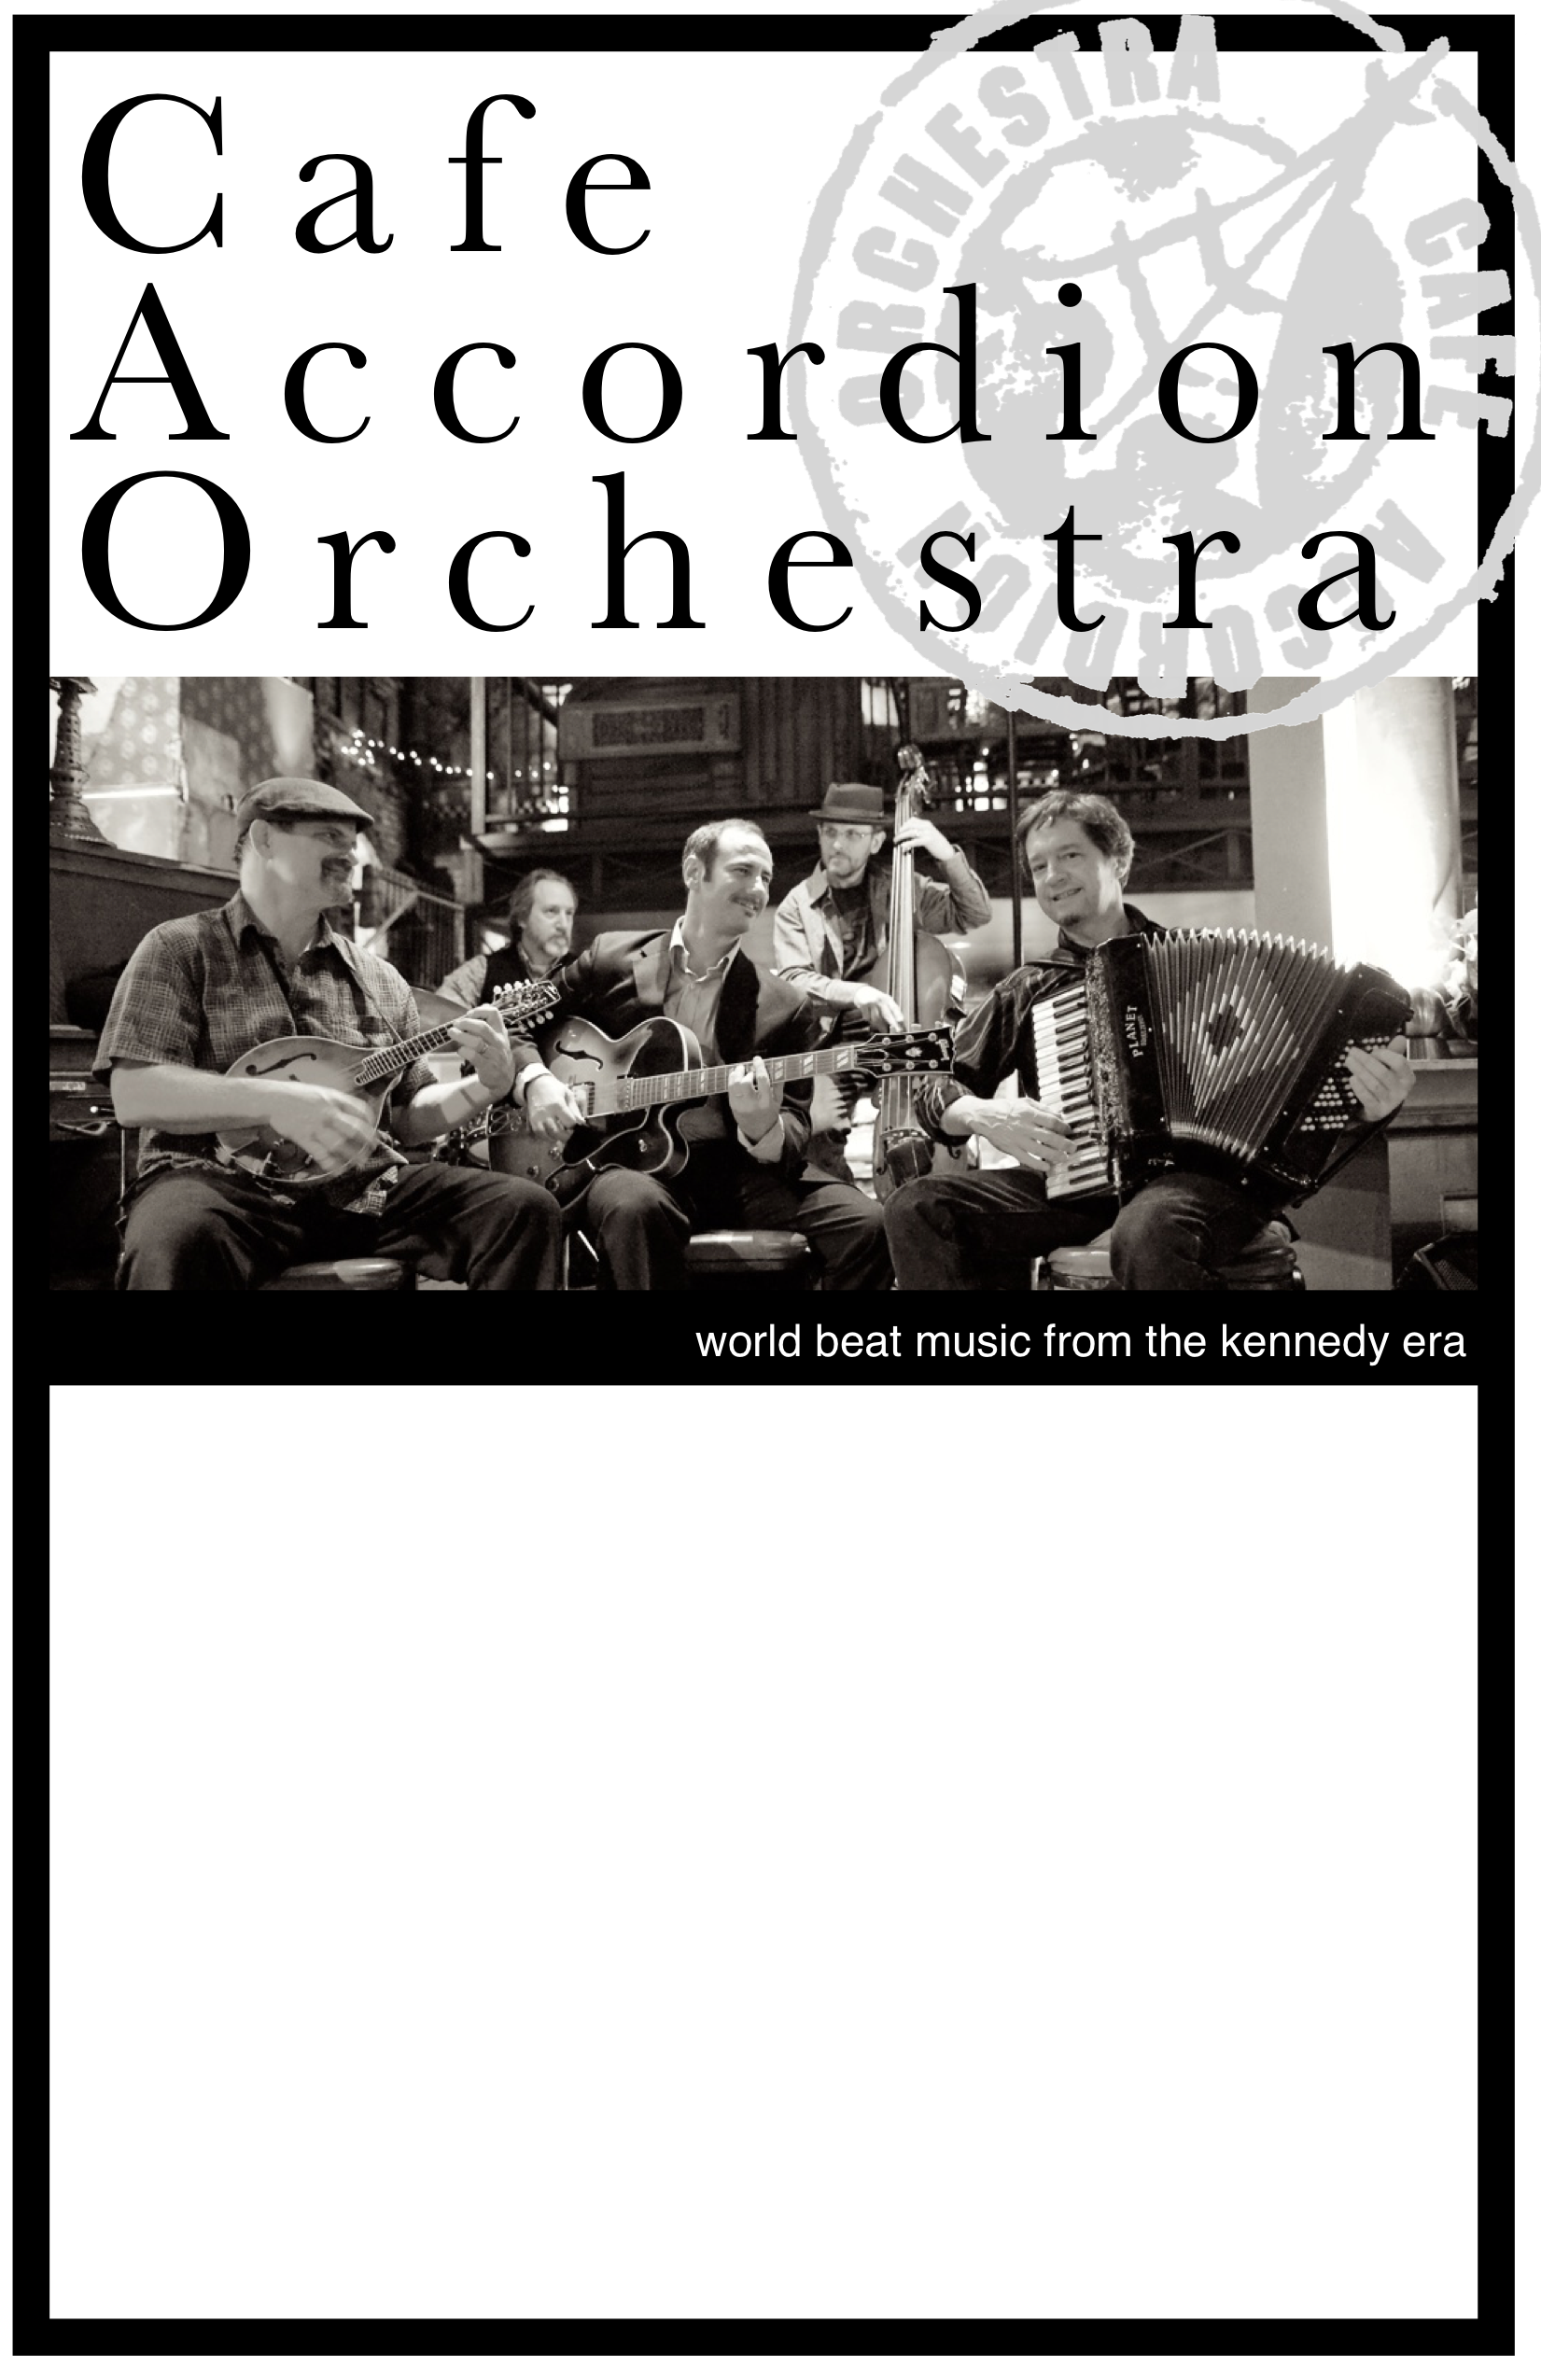 Cafe
Accordion
Orchestra
ORCHESTRA
CAFE
ACCORDION
PLANET
world beat music from the kennedy era